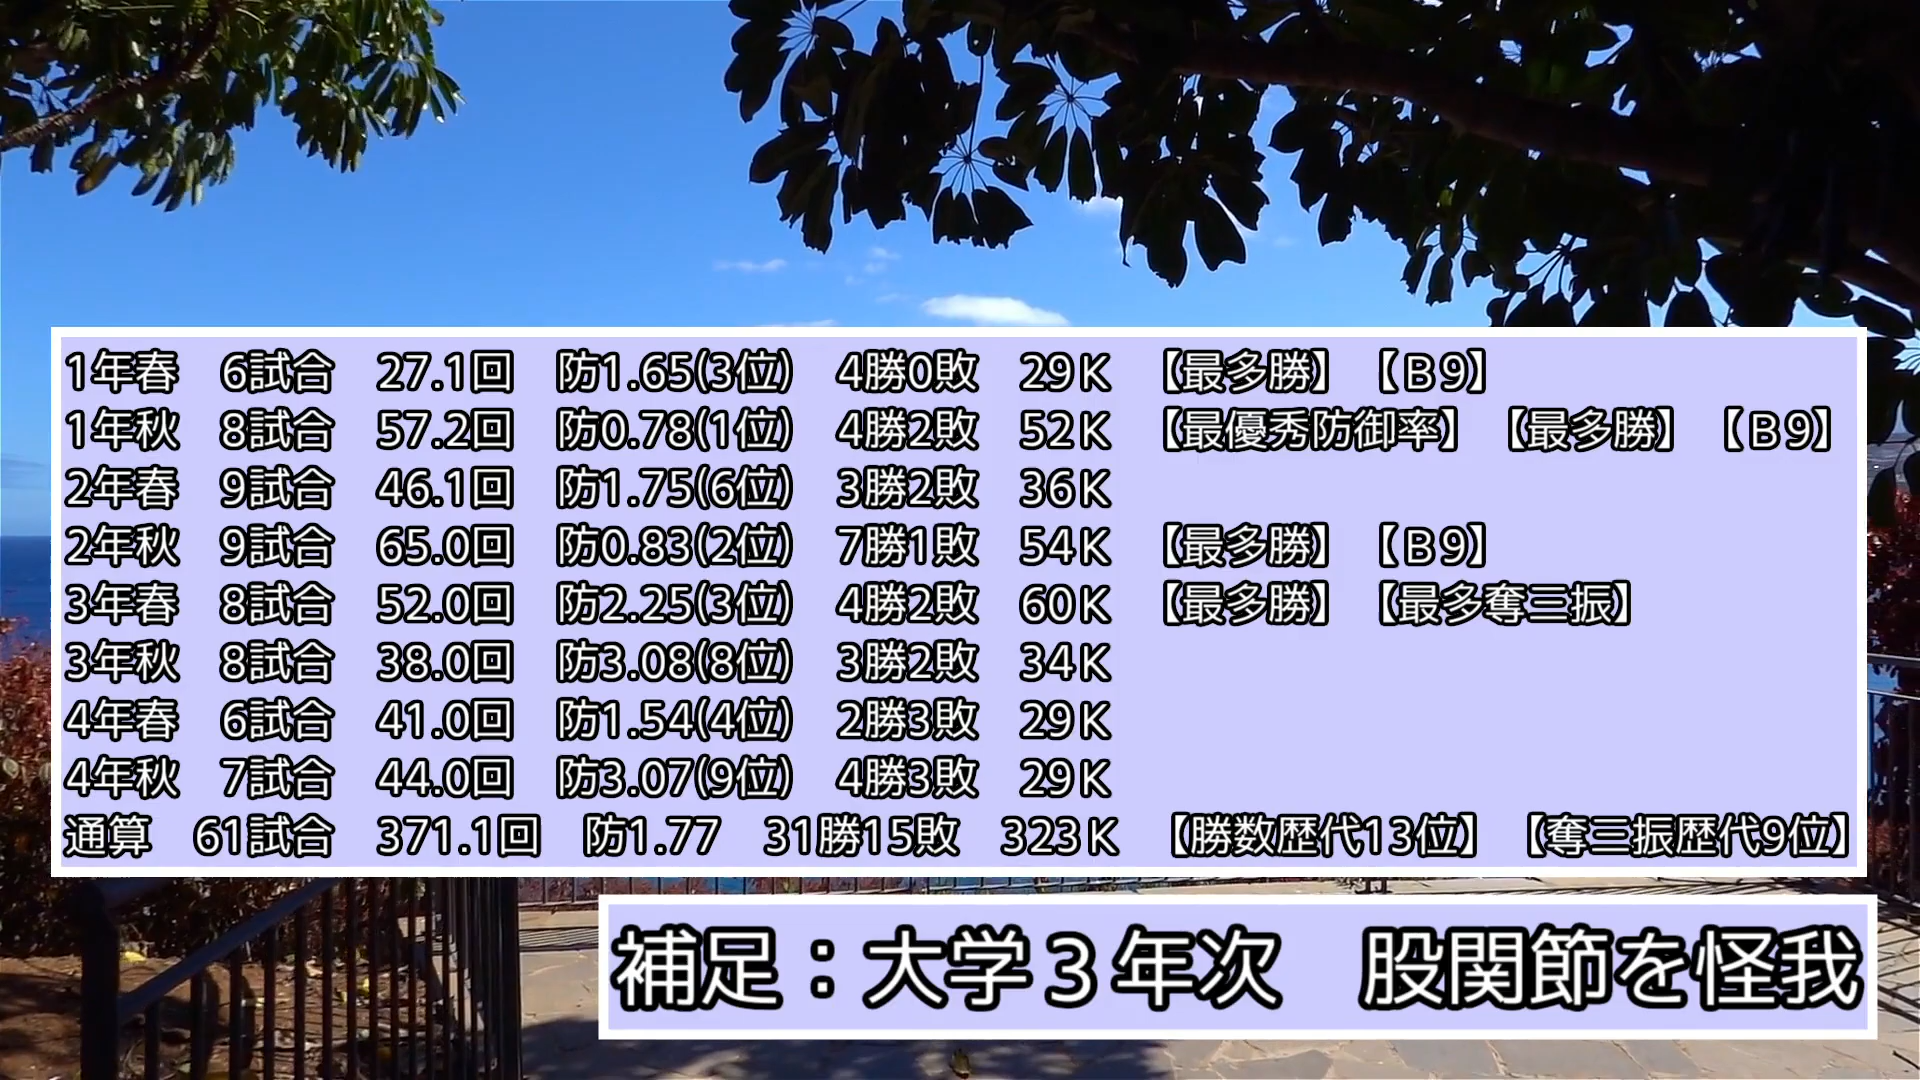 1年春　6試合　27.1回　防1.65(3位)　4勝0敗　29K　【最多勝】【B9】
1年秋　8試合　57.2回　防0.78(1位)　4勝2敗　52K　【最優秀防御率】【最多勝】【B9】
2年春　9試合　46.1回　防1.75(6位)　3勝2敗　36K
2年秋　9試合　65.0回　防0.83(2位)　7勝1敗　54K　【最多勝】【B9】
3年春　8試合　52.0回　防2.25(3位)　4勝2敗　60K　【最多勝】【最多奪三振】
3年秋　8試合　38.0回　防3.08(8位)　3勝2敗　34K
4年春　6試合　41.0回　防1.54(4位)　2勝3敗　29K
4年秋　7試合　44.0回　防3.07(9位)　4勝3敗　29K
通算　61試合　371.1回　防1.77　31勝15敗　323K　【勝数歴代13位】【奪三振歴代9位】
補足：大学３年次　股関節を怪我